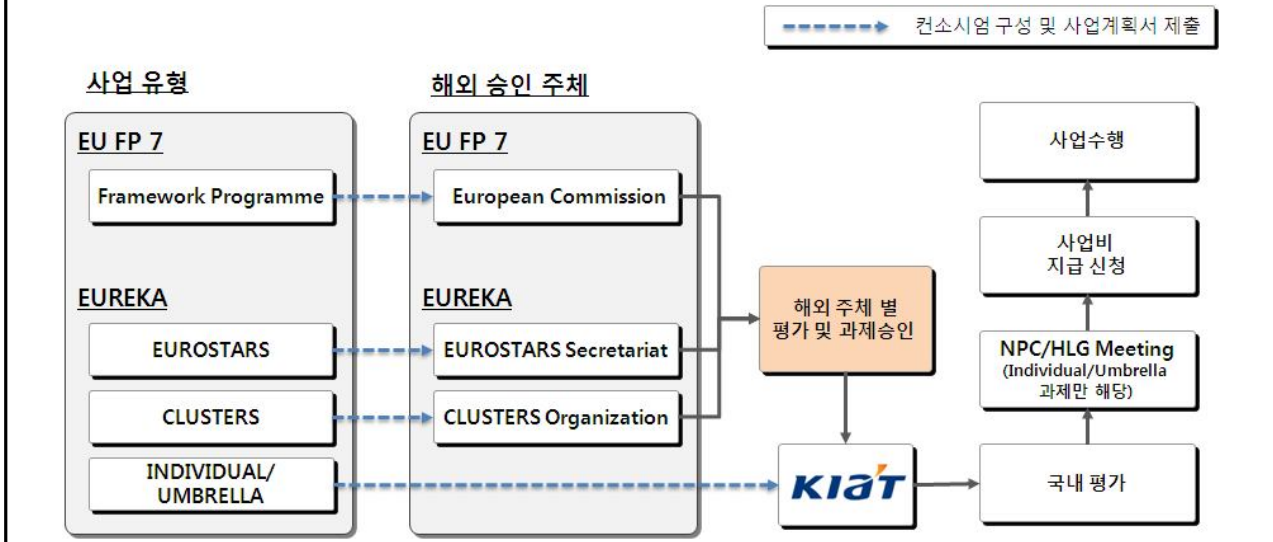 컨소시엄 구성 및 사업계획서 제출
사업 유형
해외 승인 주체
EU FP 7
Framework Programme
EUREKA
EUROSTARS
CLUSTERS
INDIVIDUAL/
UMBRELLA
EU FP 7
European Commission
EUREKA
EUROSTARS Secretariat
CLUSTERS Organization
해외 주체 별
평가 및 과제승인
KIAT
국내 평가
NPC/HLG Meeting
(Individual/Umbrella
과제만 해당)
사업비
지급 신청
사업수행